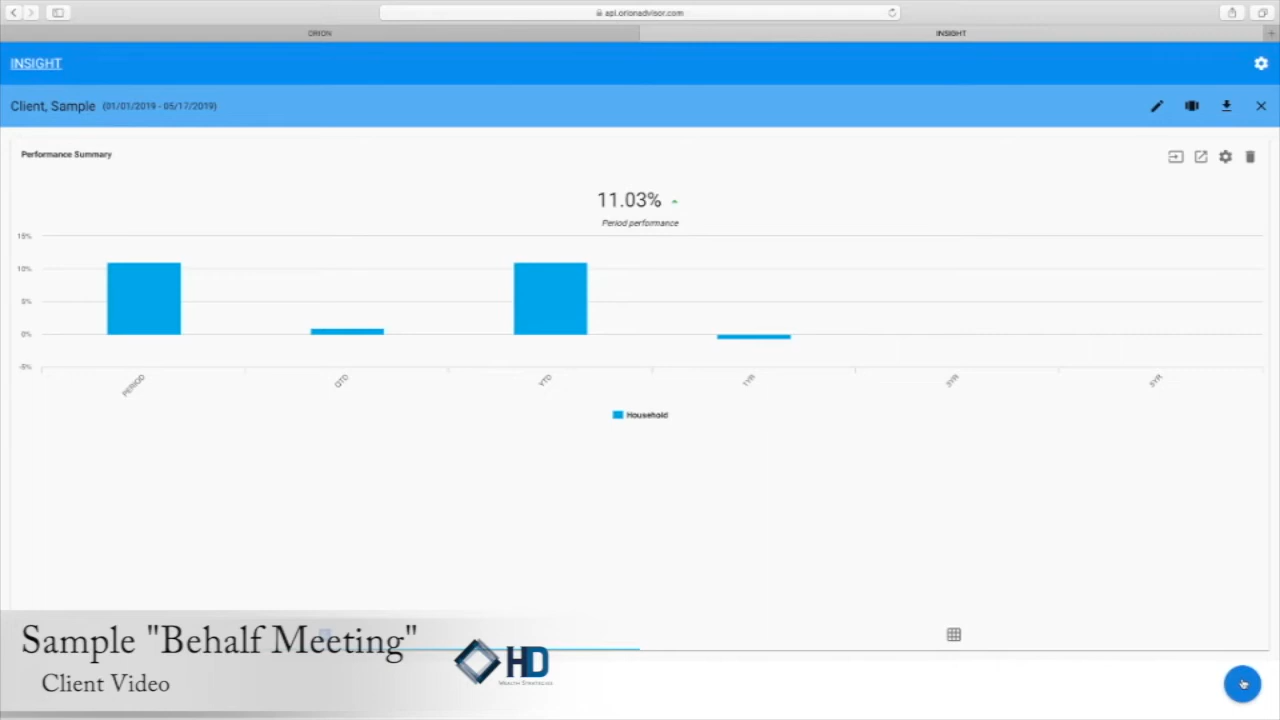 api.orionadvisor.com
ORION
INSIGHT
INSIGHT
Client, Sample (01/01/2019 - 05/17/2019)
Performance Summary
11.03%
Period performance
15%
10%
5%
0%
-5%
PERIOD
QTD
YTD
1YR
3YR
5YR
Household
Sample "Behalf Meeting"
Client Video
HD
WEALTH STRATEGIES